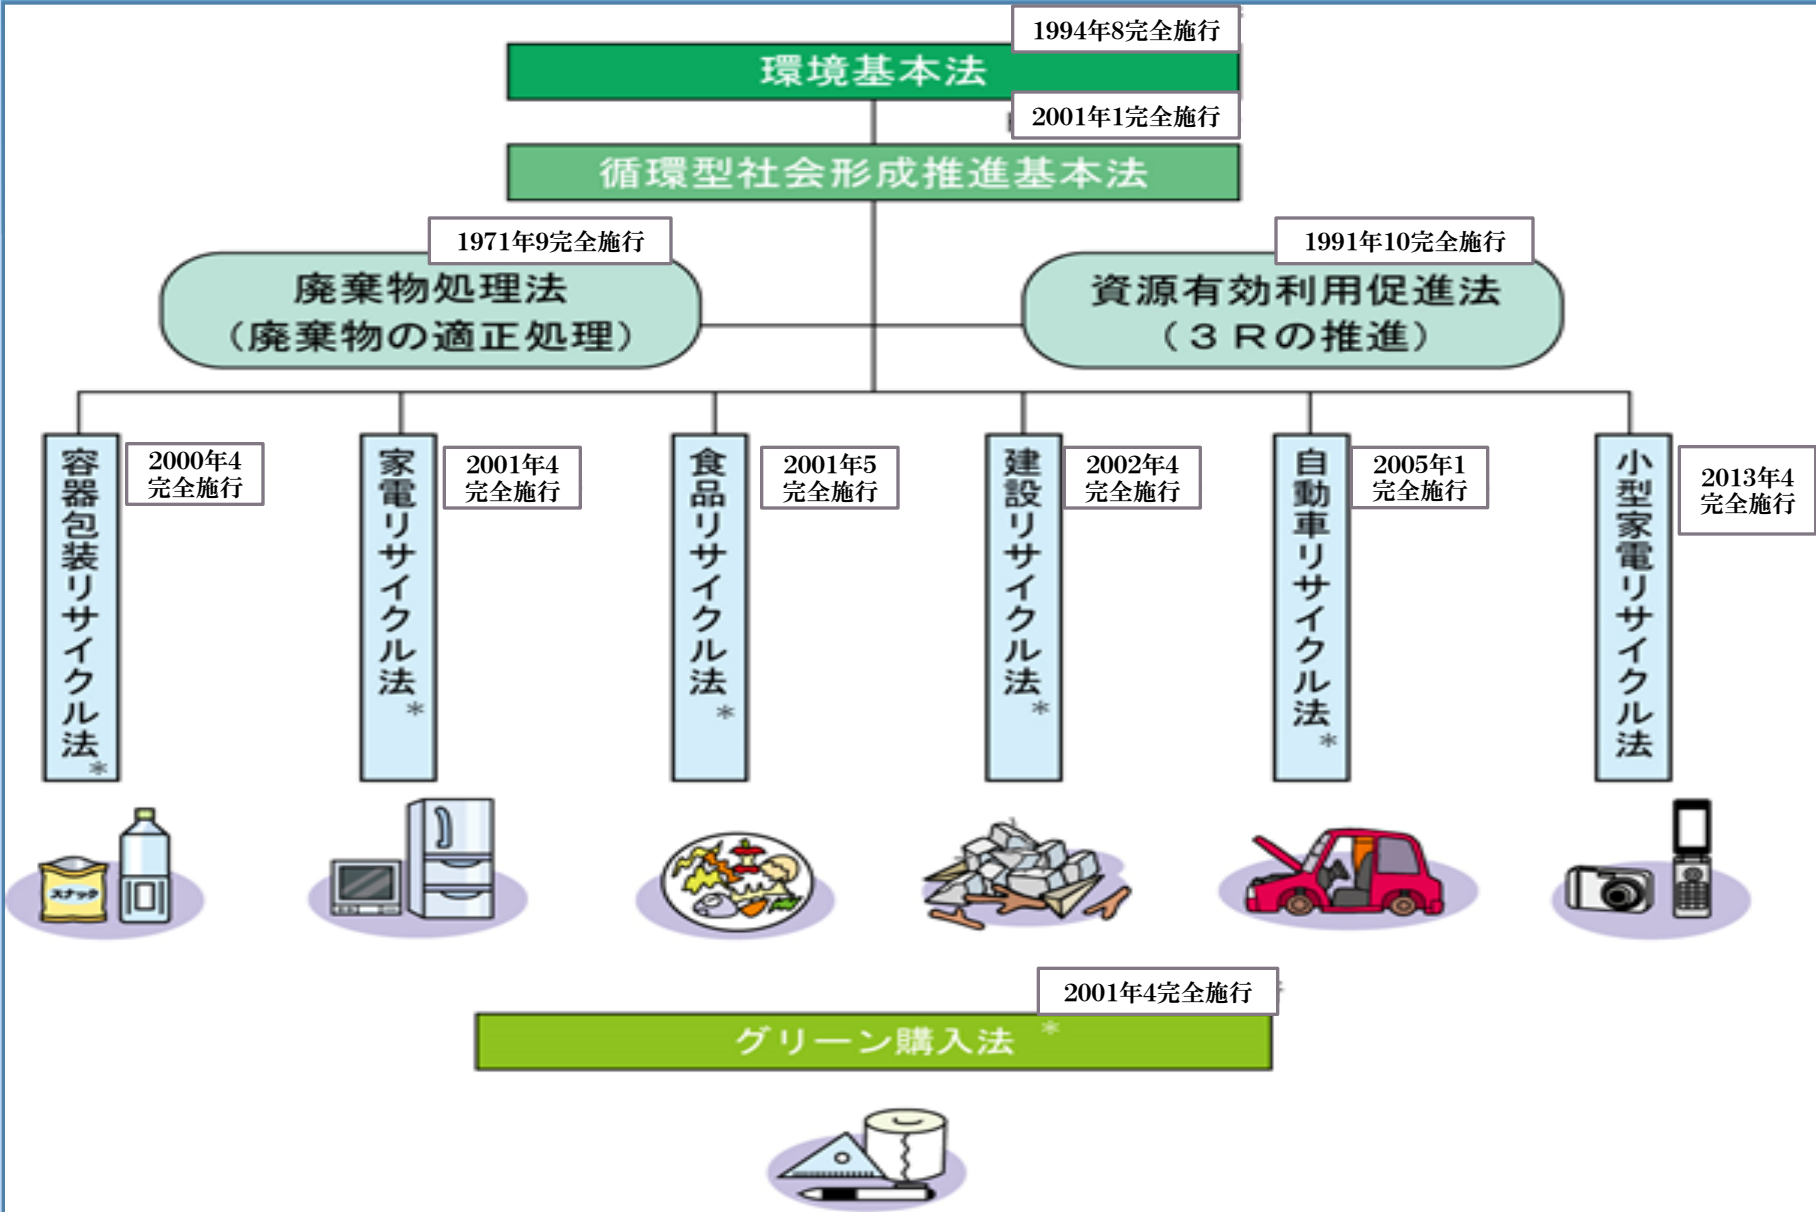 1994年8完全施行
環境基本法
2001年1完全施行
循環型社会形成推進基本法
1971年9完全施行
廃棄物処理法
（廃棄物の適正処理）
1991年10完全施行
資源有効利用促進法
（３Ｒの推進）
容器包装リサイクル法*
2000年4
完全施行
家電リサイクル法*
2001年4
完全施行
食品リサイクル法*
2001年5
完全施行
建設リサイクル法*
2002年4
完全施行
自動車リサイクル法*
2005年1
完全施行
小型家電リサイクル法
2013年4
完全施行
スナック
2001年4完全施行
グリーン購入法*